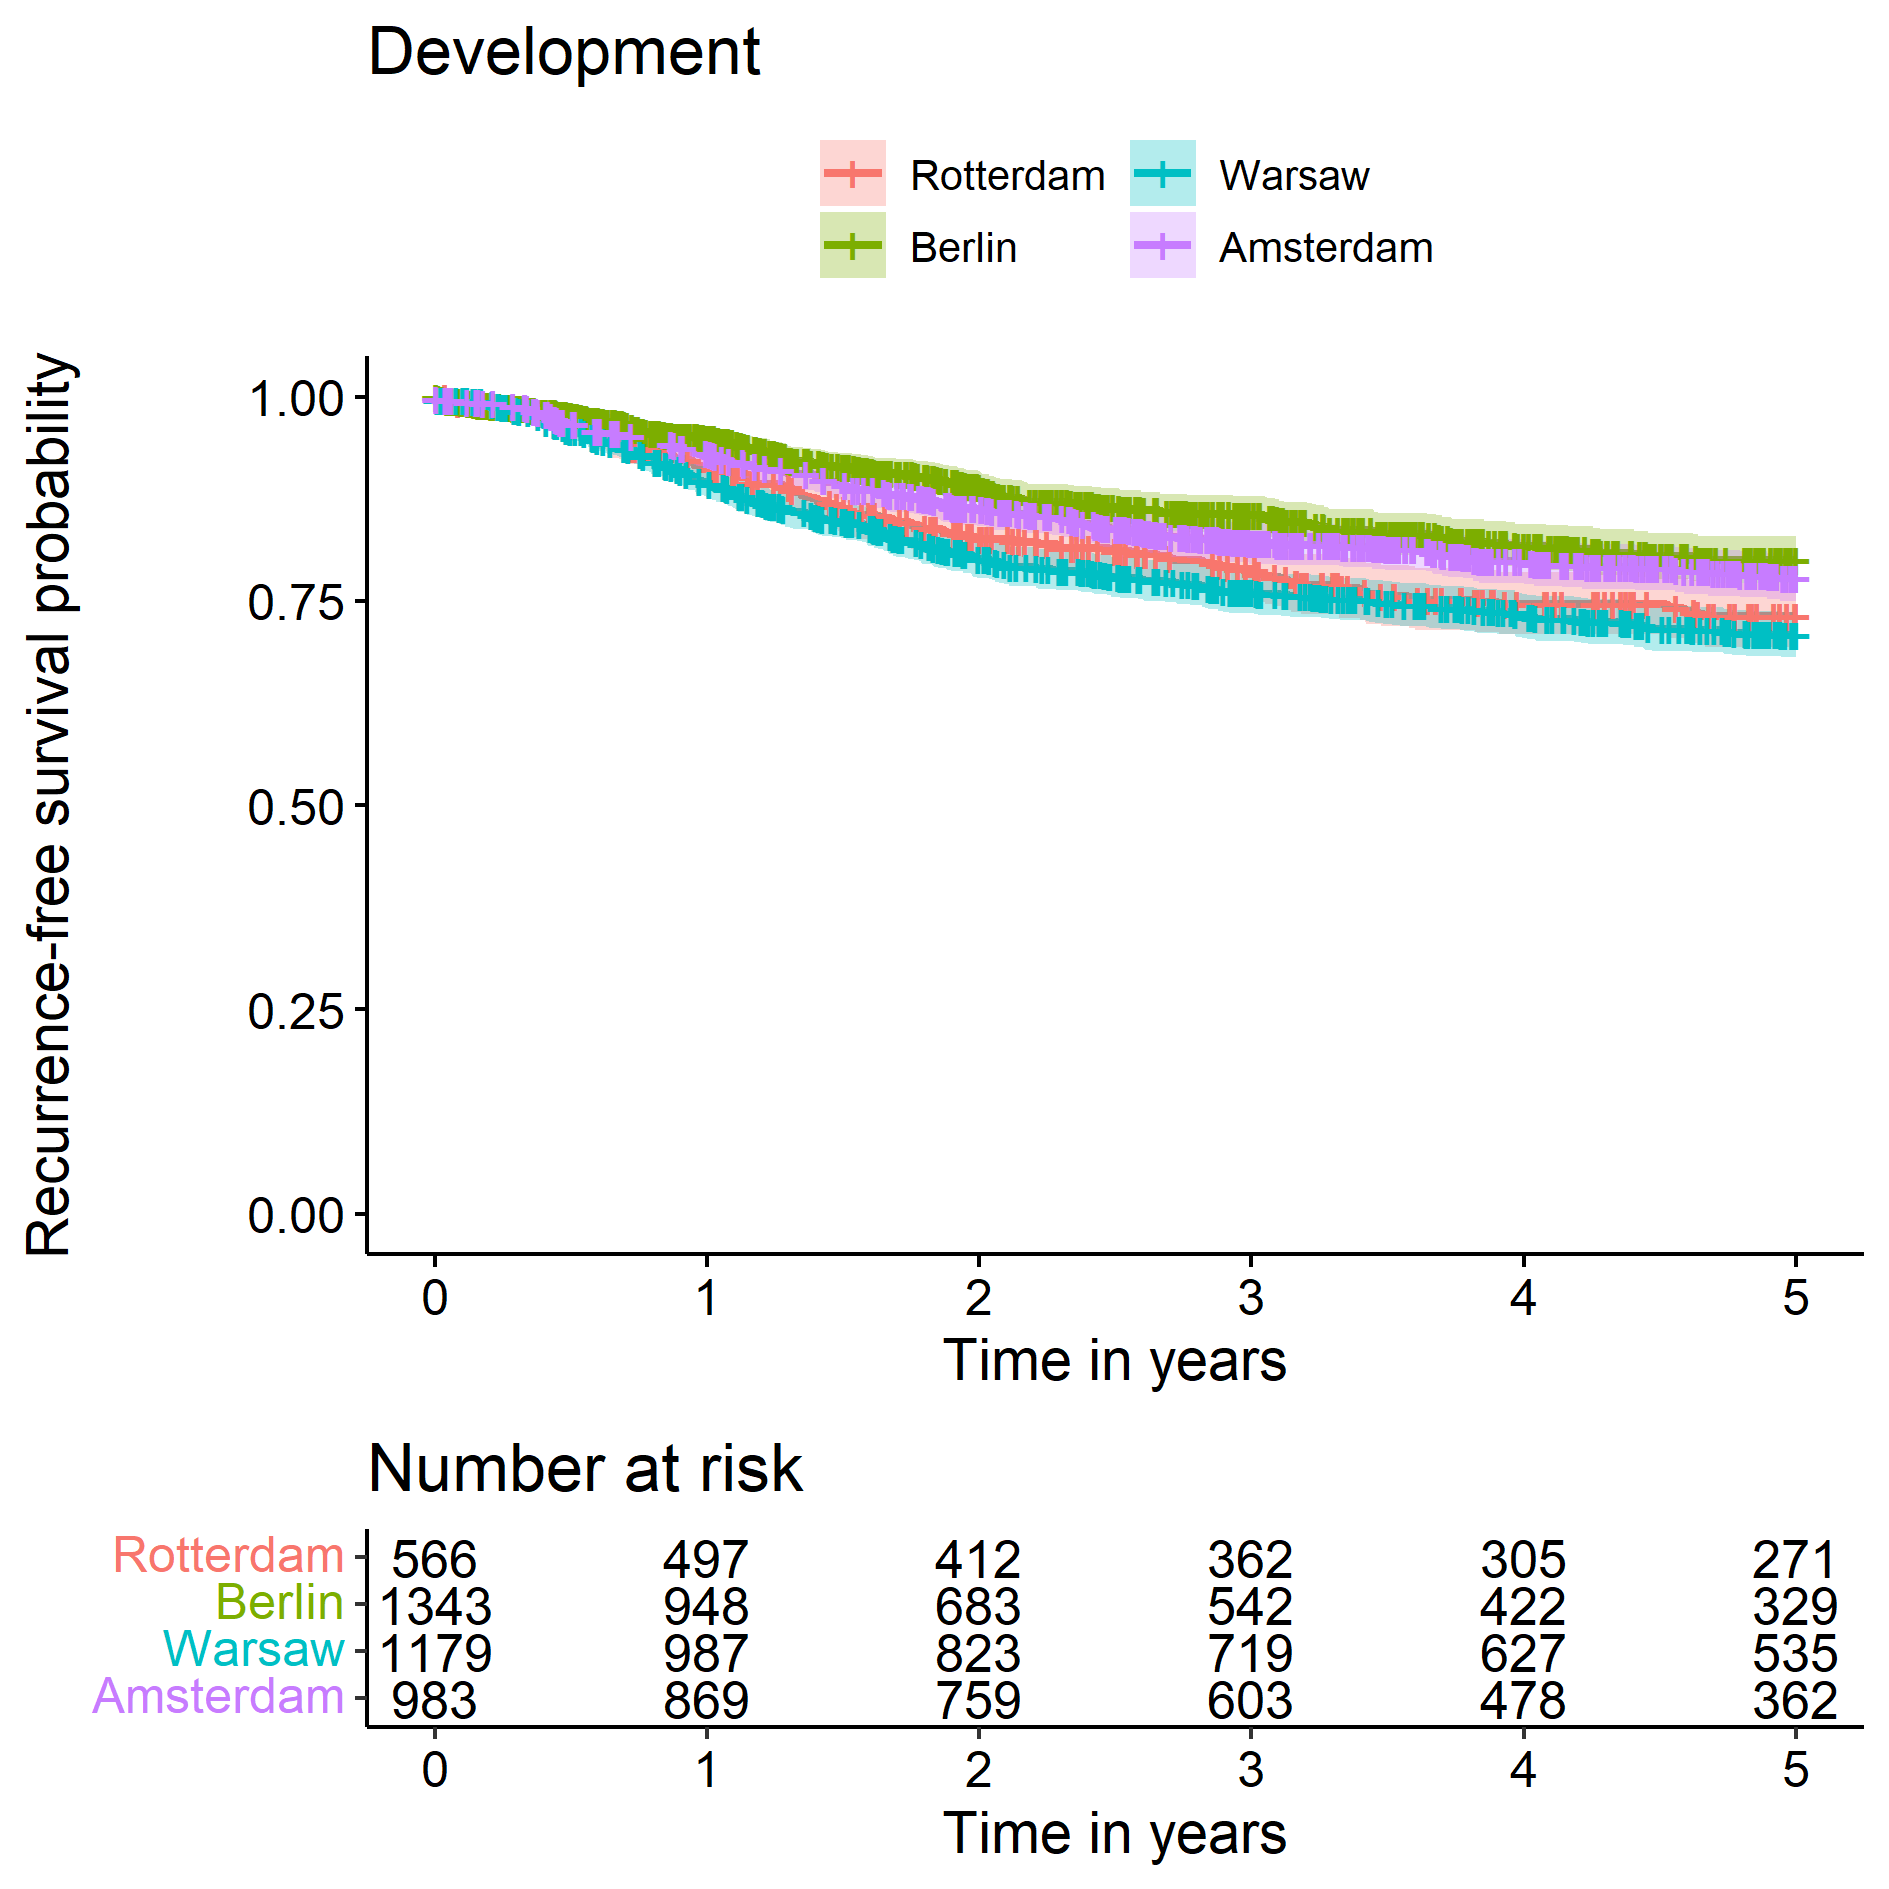 Development
Rotterdam Warsaw
Berlin Amsterdam
Recurrence-free survival probability
1.00
0.75
0.50
0.25
0.00
0 1 2 3 4 5
Time in years
Number at risk
Rotterdam 566 497 412 362 305 271
Berlin 1343 948 683 542 422 329
Warsaw 1179 987 823 719 627 535
Amsterdam 983 869 759 603 478 362
0 1 2 3 4 5
Time in years